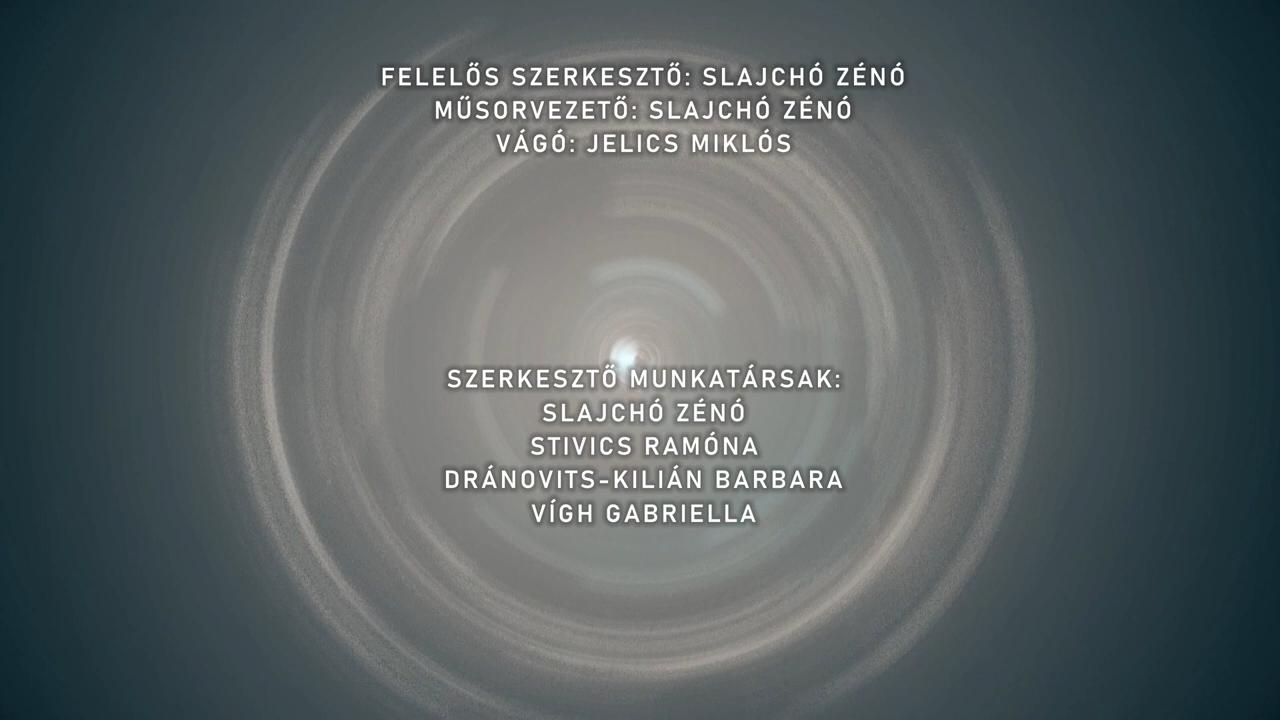 FELELŐS SZERKESZTŐ: SLAJCHÓ ZÉNÓ
MŰSORVEZETŐ: SLAJCHÓ ZÉNÓ
VÁGÓ: JELICS MIKLÓS
SZERKESZTŐ MUNKATÁRSAK:
SLAJCHÓ ZÉNÓ
STIVICS RAMÓNA
DRÁNOVITS-KILIÁN BARBARA
VÍGH GABRIELLA